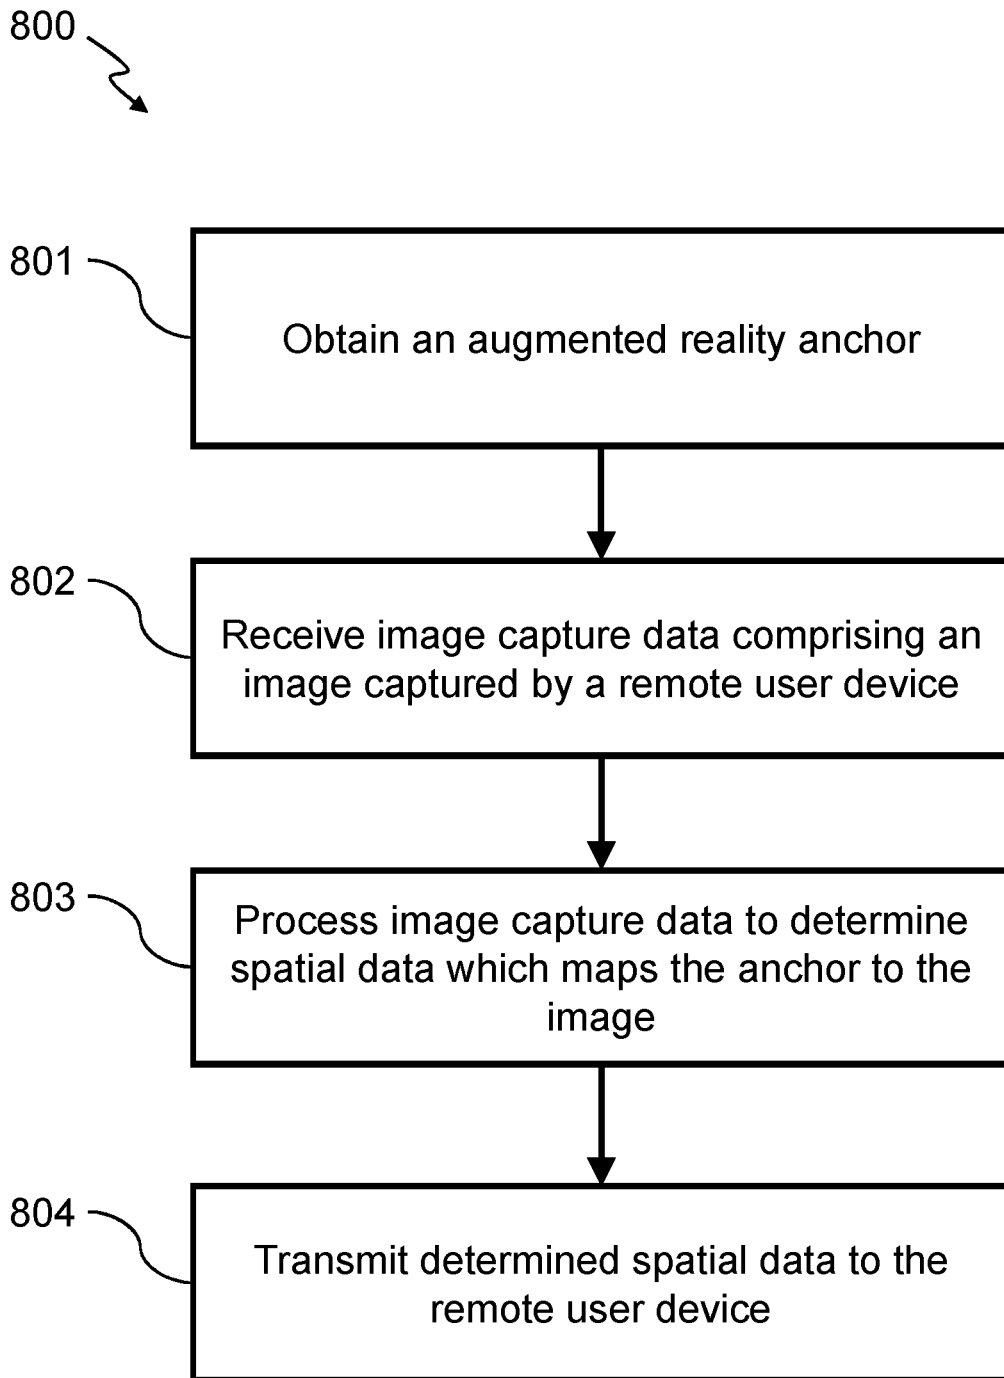 800
801
Obtain an augmented reality anchor
802
Receive image capture data comprising an
image captured by a remote user device
803
Process image capture data to determine
spatial data which maps the anchor to the
image
804
Transmit determined spatial data to the
remote user device